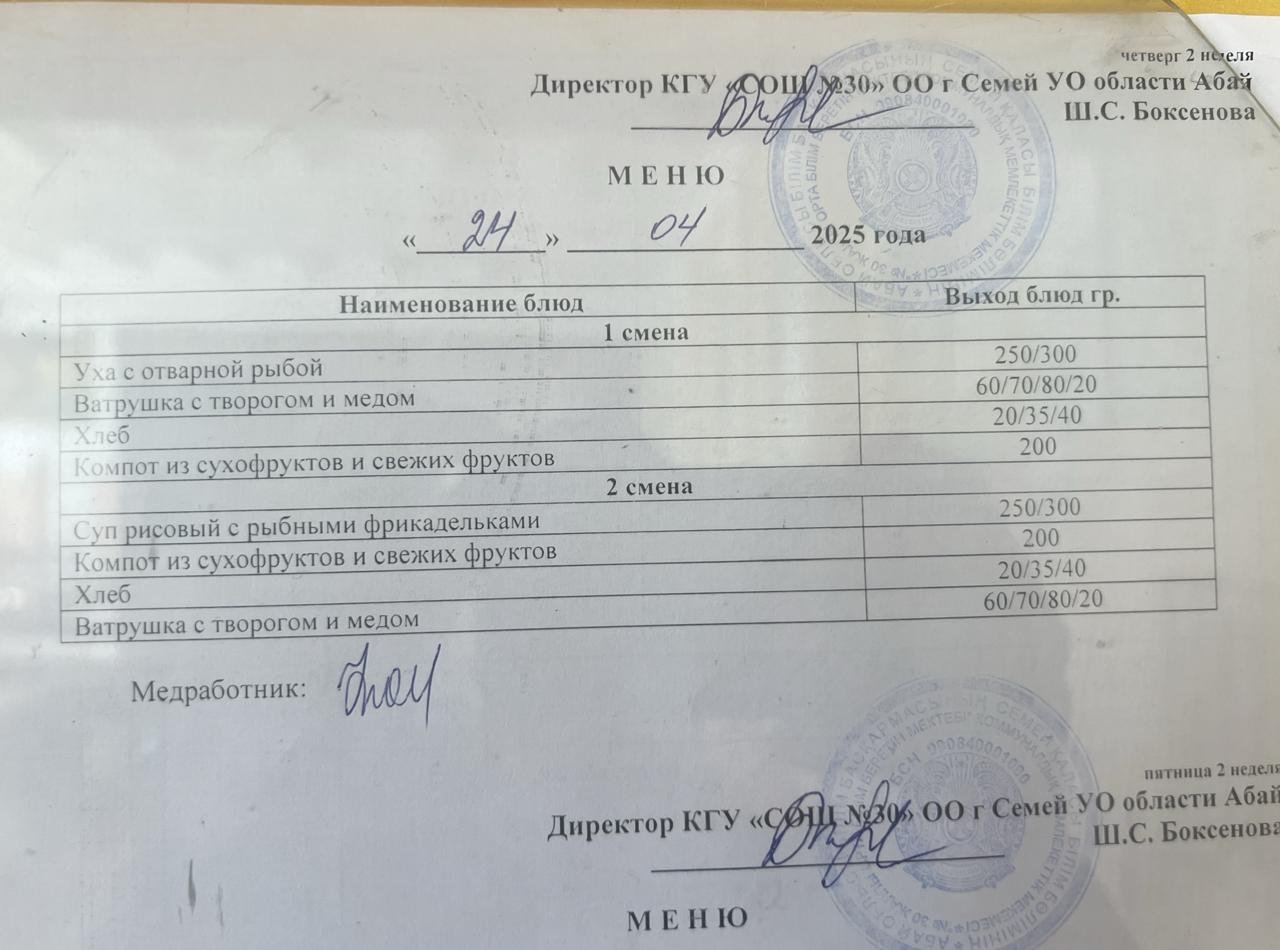 четверг 2 неделя
Директор КГУ «СОШ №30» ОО г Семей УО области Абай
Ш.С. Боксенова
М Е Н Ю
« 24 » 04 2025 года
Наименование блюд Выход блюд гр.
1 смена
Уха с отварной рыбой 250/300
Ватрушка с творогом и медом 60/70/80/20
Хлеб 20/35/40
Компот из сухофруктов и свежих фруктов 200
2 смена
Суп рисовый с рыбными фрикадельками 250/300
Компот из сухофруктов и свежих фруктов 200
Хлеб 20/35/40
Ватрушка с творогом и медом 60/70/80/20
Медработник:
пятница 2 неделя
Директор КГУ «СОШ №30» ОО г Семей УО области Абай
Ш.С. Боксенова
М Е Н Ю